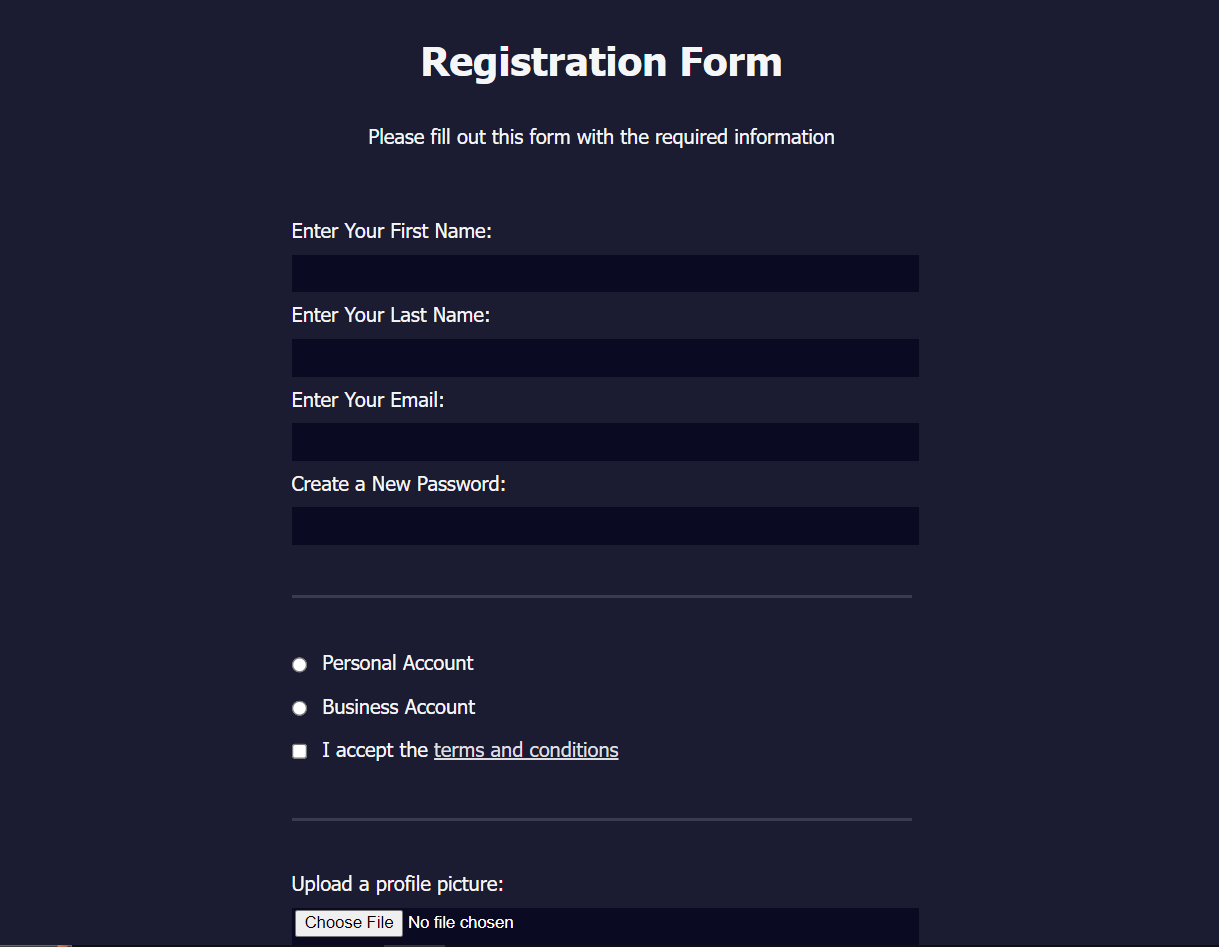 Registration Form
Please fill out this form with the required information
Enter Your First Name:
Enter Your Last Name:
Enter Your Email:
Create a New Password:
Personal Account
Business Account
I accept the terms and conditions
Upload a profile picture:
Choose File No file chosen